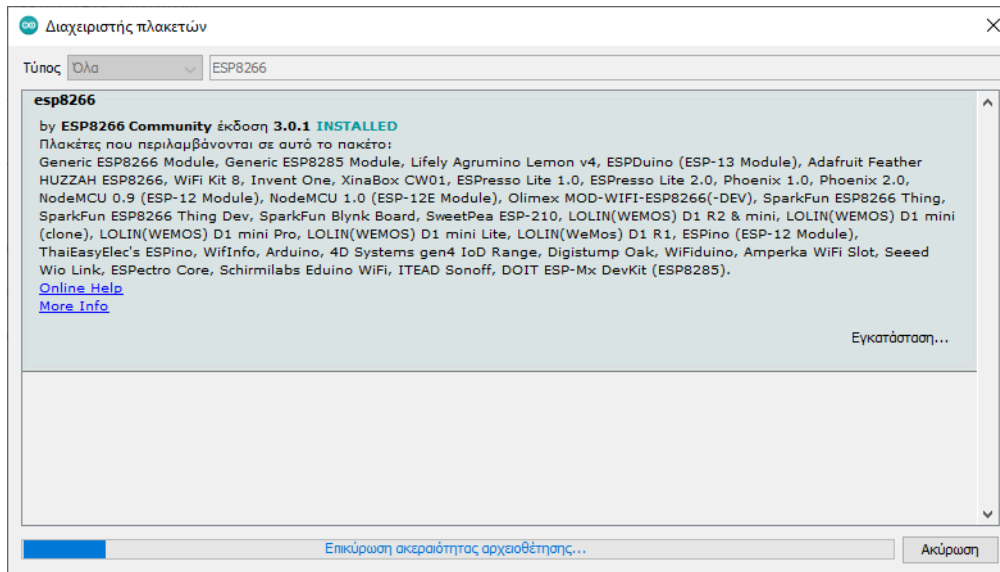 Διαχειριστής πλακετών
Τύπος Όλα ESP8266
esp8266
by ESP8266 Community έκδοση 3.0.1 INSTALLED
Πλακέτες που περιλαμβάνονται σε αυτό το πακέτο:
Generic ESP8266 Module, Generic ESP8285 Module, Lifely Agrumino Lemon v4, ESPDuino (ESP-13 Module), Adafruit Feather
HUZZAH ESP8266, WiFi Kit 8, Invent One, XinaBox CW01, ESPresso Lite 1.0, ESPresso Lite 2.0, Phoenix 1.0, Phoenix 2.0,
NodeMCU 0.9 (ESP-12 Module), NodeMCU 1.0 (ESP-12E Module), Olimex MOD-WIFI-ESP8266(-DEV), SparkFun ESP8266 Thing,
SparkFun ESP8266 Thing Dev, SparkFun Blynk Board, SweetPea ESP-210, LOLIN(WEMOS) D1 R2 & mini, LOLIN(WEMOS) D1 mini
(clone), LOLIN(WEMOS) D1 mini Pro, LOLIN(WEMOS) D1 mini Lite, LOLIN(WeMos) D1 R1, ESPino (ESP-12 Module),
ThaiEasyElec's ESPino, WifInfo, Arduino, 4D Systems gen4 IoD Range, Digistump Oak, WiFiduino, Amperka WiFi Slot, Seeed
Wio Link, ESPectro Core, Schirmilabs Eduino WiFi, ITEAD Sonoff, DOIT ESP-Mx DevKit (ESP8285).
Online Help
More Info
Εγκατάσταση...
Επικύρωση ακεραιότητας αρχειοθέτησης...
Ακύρωση